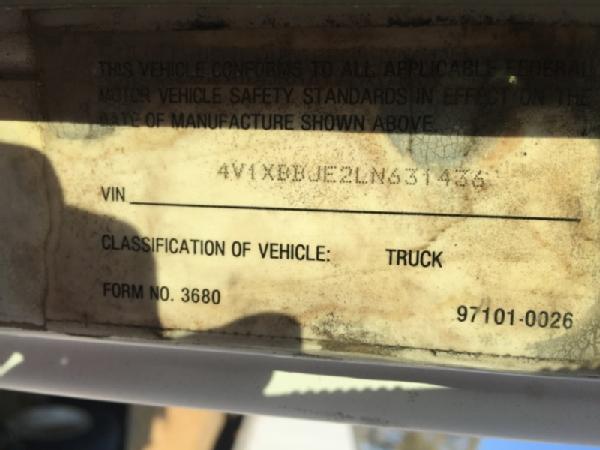 THIS VEHICLE CONFORMS TO ALL APPLICABLE FEDERAL
MOTOR VEHICLE SAFETY STANDARDS IN EFFECT ON THE
DATE OF MANUFACTURE SHOWN ABOVE.
4V1XBBJE2LN631436
VIN
CLASSIFICATION OF VEHICLE: TRUCK
FORM NO. 3680
97101-0026